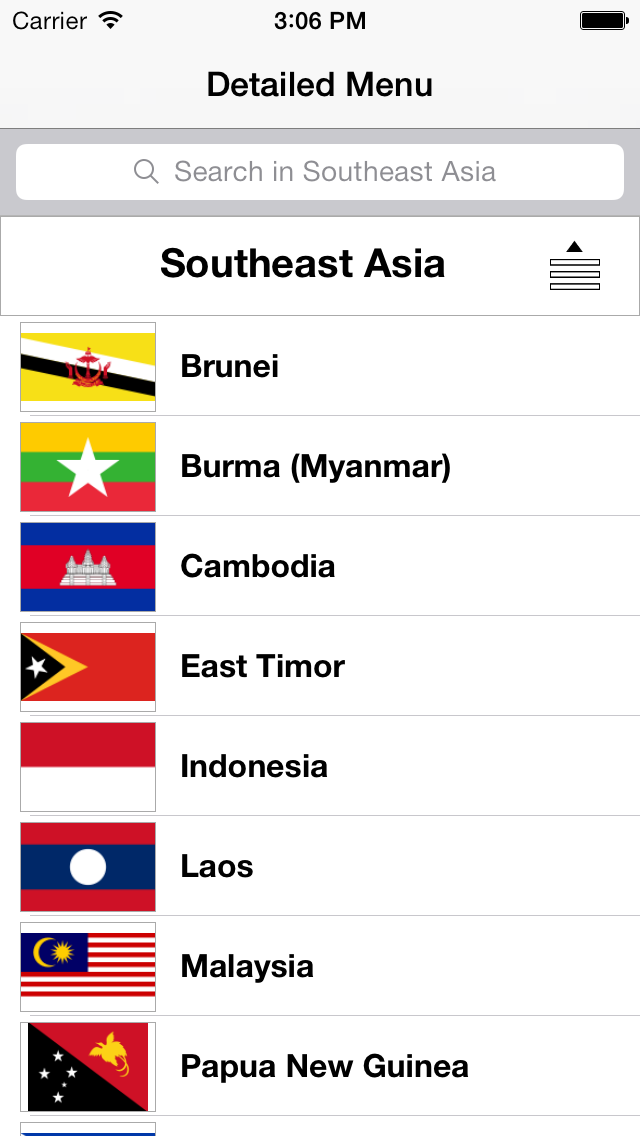 Carrier 3:06 PM
Detailed Menu
Search in Southeast Asia
Southeast Asia
Brunei
Burma (Myanmar)
Cambodia
East Timor
Indonesia
Laos
Malaysia
Papua New Guinea